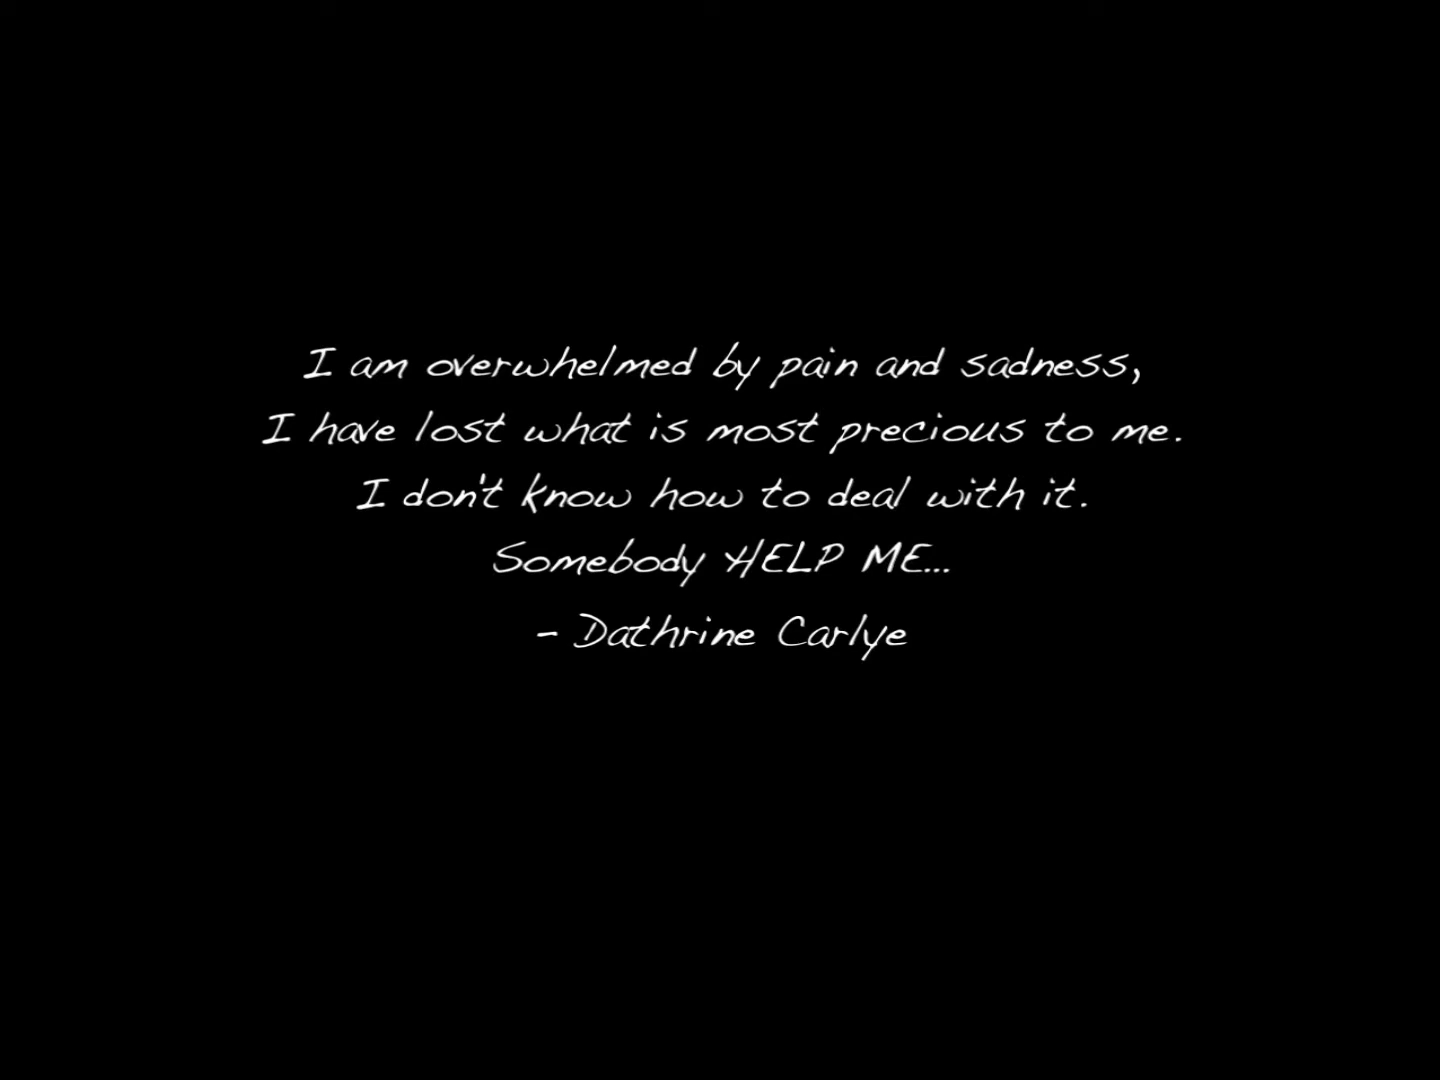 I am overwhelmed by pain and sadness,
I have lost what is most precious to me.
I don't know how to deal with it.
Somebody HELP ME...
- Dathrine Carlye